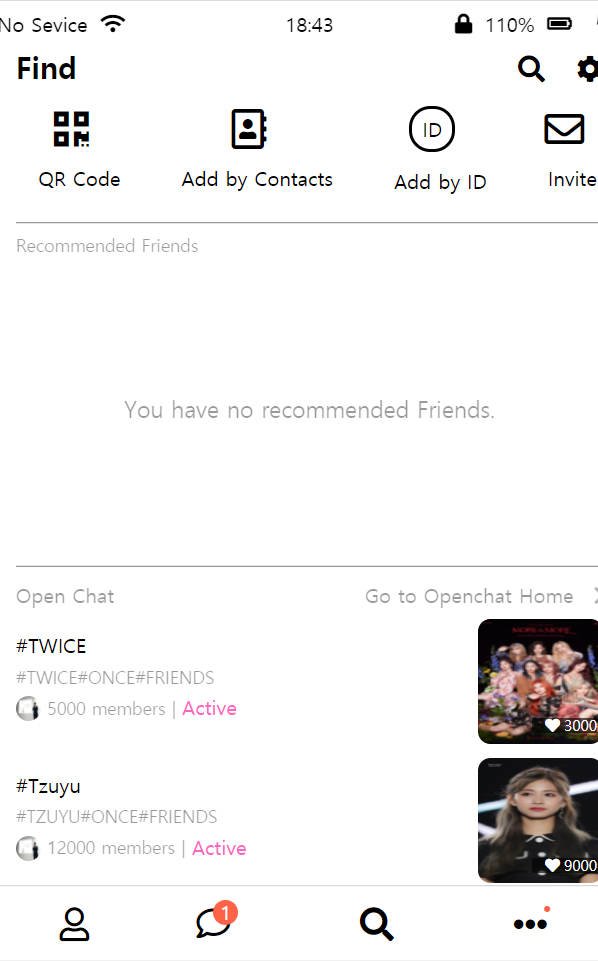 No Sevice 18:43 110%
Find
QR Code Add by Contacts ID Add by ID Invite
Recommended Friends
You have no recommended Friends.
Open Chat Go to Openchat Home
#TWICE
#TWICE#ONCE#FRIENDS
5000 members | Active
MORE & MORE
3000
#Tzuyu
#TZUYU#ONCE#FRIENDS
12000 members | Active
9000
1